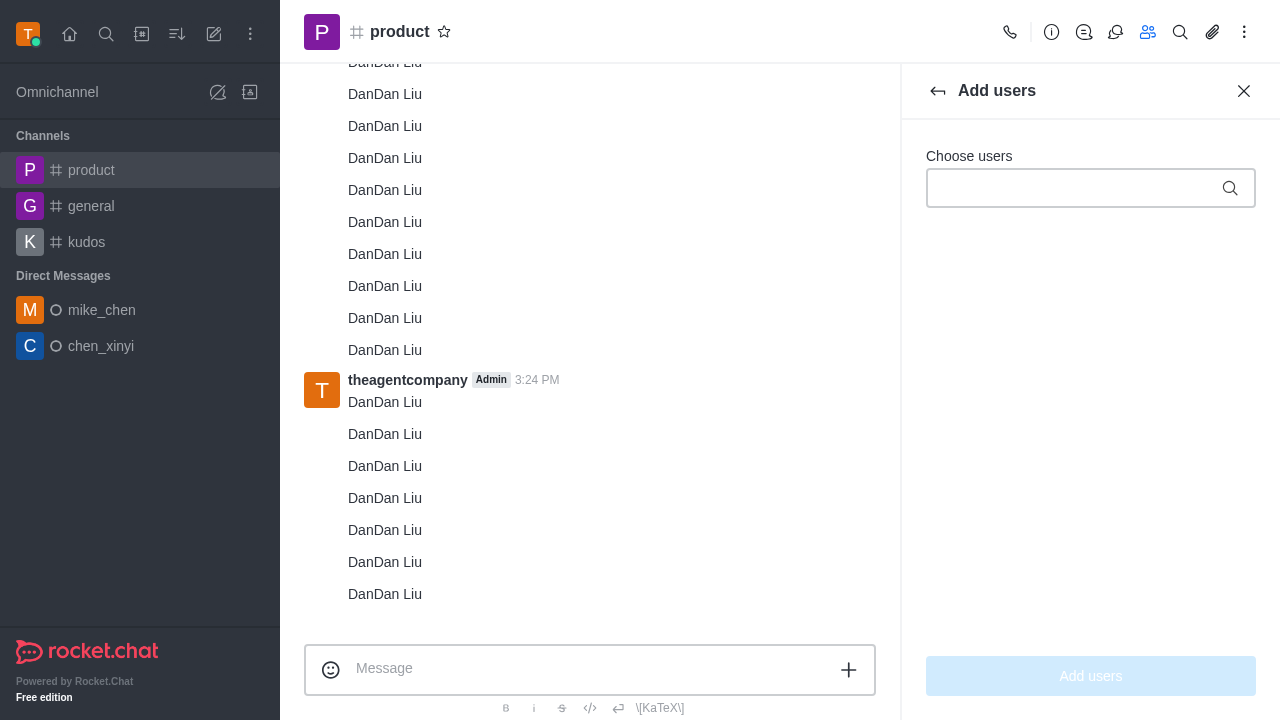 T
Omnichannel
Channels
P product
G general
K kudos
Direct Messages
M mike_chen
C chen_xinyi
rocket.chat
Powered by Rocket.Chat
Free edition
P product
DanDan Liu
DanDan Liu
DanDan Liu
DanDan Liu
DanDan Liu
DanDan Liu
DanDan Liu
DanDan Liu
DanDan Liu
DanDan Liu
T theagentcompany Admin 3:24 PM
DanDan Liu
DanDan Liu
DanDan Liu
DanDan Liu
DanDan Liu
DanDan Liu
DanDan Liu
Message
B i S \[KaTeX\]
Add users
Choose users
Add users